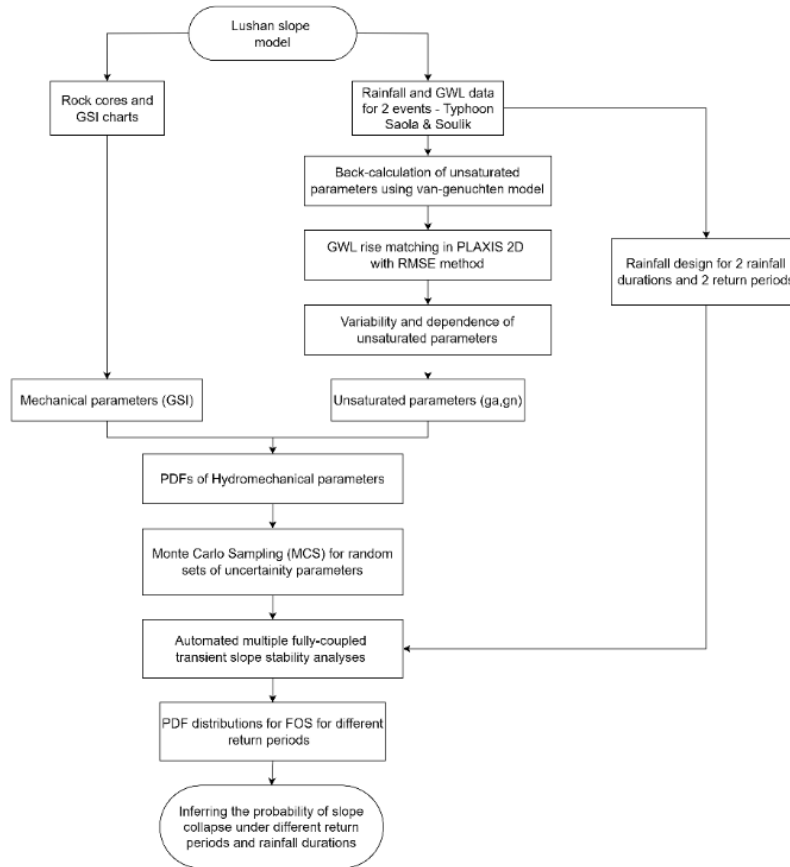 Lushan slope
model
Rock cores and
GSI charts
Rainfall and GWL data
for 2 events - Typhoon
Saola & Soulik
Back-calculation of unsaturated
parameters using van-genuchten model
GWL rise matching in PLAXIS 2D
with RMSE method
Rainfall design for 2 rainfall
durations and 2 return periods
Variability and dependence of
unsaturated parameters
Mechanical parameters (GSI)
Unsaturated parameters (ga,gn)
PDFs of Hydromechanical parameters
Monte Carlo Sampling (MCS) for random
sets of uncertainity parameters
Automated multiple fully-coupled
transient slope stability analyses
PDF distributions for FOS for different
return periods
Inferring the probability of slope
collapse under different return
periods and rainfall durations